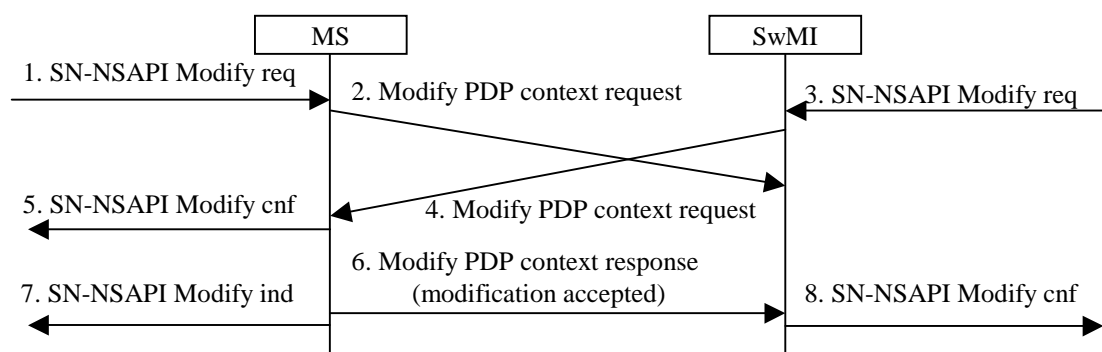 MS
SwMI
1. SN-NSAPI Modify req
2. Modify PDP context request
3. SN-NSAPI Modify req
5. SN-NSAPI Modify cnf
4. Modify PDP context request
6. Modify PDP context response
(modification accepted)
7. SN-NSAPI Modify ind
8. SN-NSAPI Modify cnf